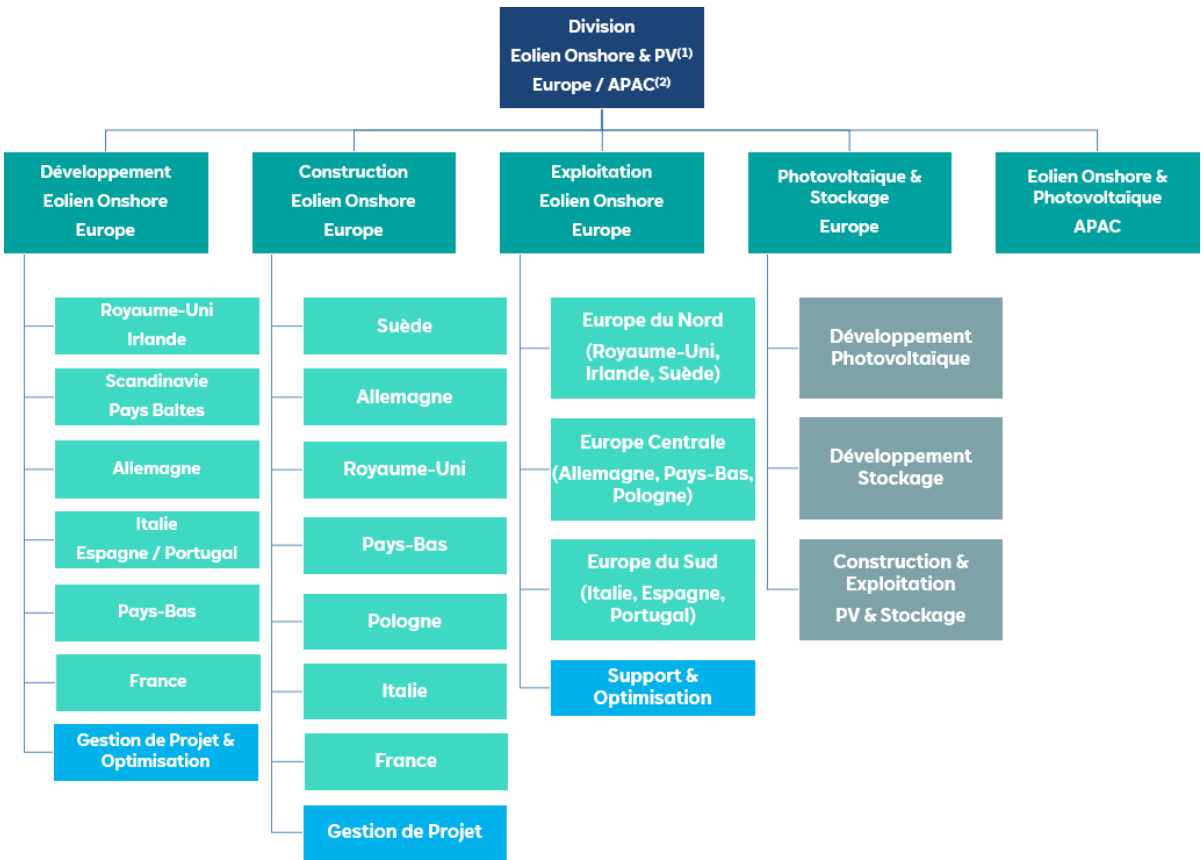 Division
Eolien Onshore & PV(1)
Europe / APAC(2)
Développement
Eolien Onshore
Europe
Royaume-Uni
Irlande
Scandinavie
Pays Baltes
Allemagne
Italie
Espagne / Portugal
Pays-Bas
France
Gestion de Projet &
Optimisation
Construction
Eolien Onshore
Europe
Suède
Allemagne
Royaume-Uni
Pays-Bas
Pologne
Italie
France
Gestion de Projet
Exploitation
Eolien Onshore
Europe
Europe du Nord
(Royaume-Uni,
Irlande, Suède)
Europe Centrale
(Allemagne, Pays-Bas,
Pologne)
Europe du Sud
(Italie, Espagne,
Portugal)
Support &
Optimisation
Photovoltaïque &
Stockage
Europe
Développement
Photovoltaïque
Développement
Stockage
Construction &
Exploitation
PV & Stockage
Eolien Onshore &
Photovoltaïque
APAC